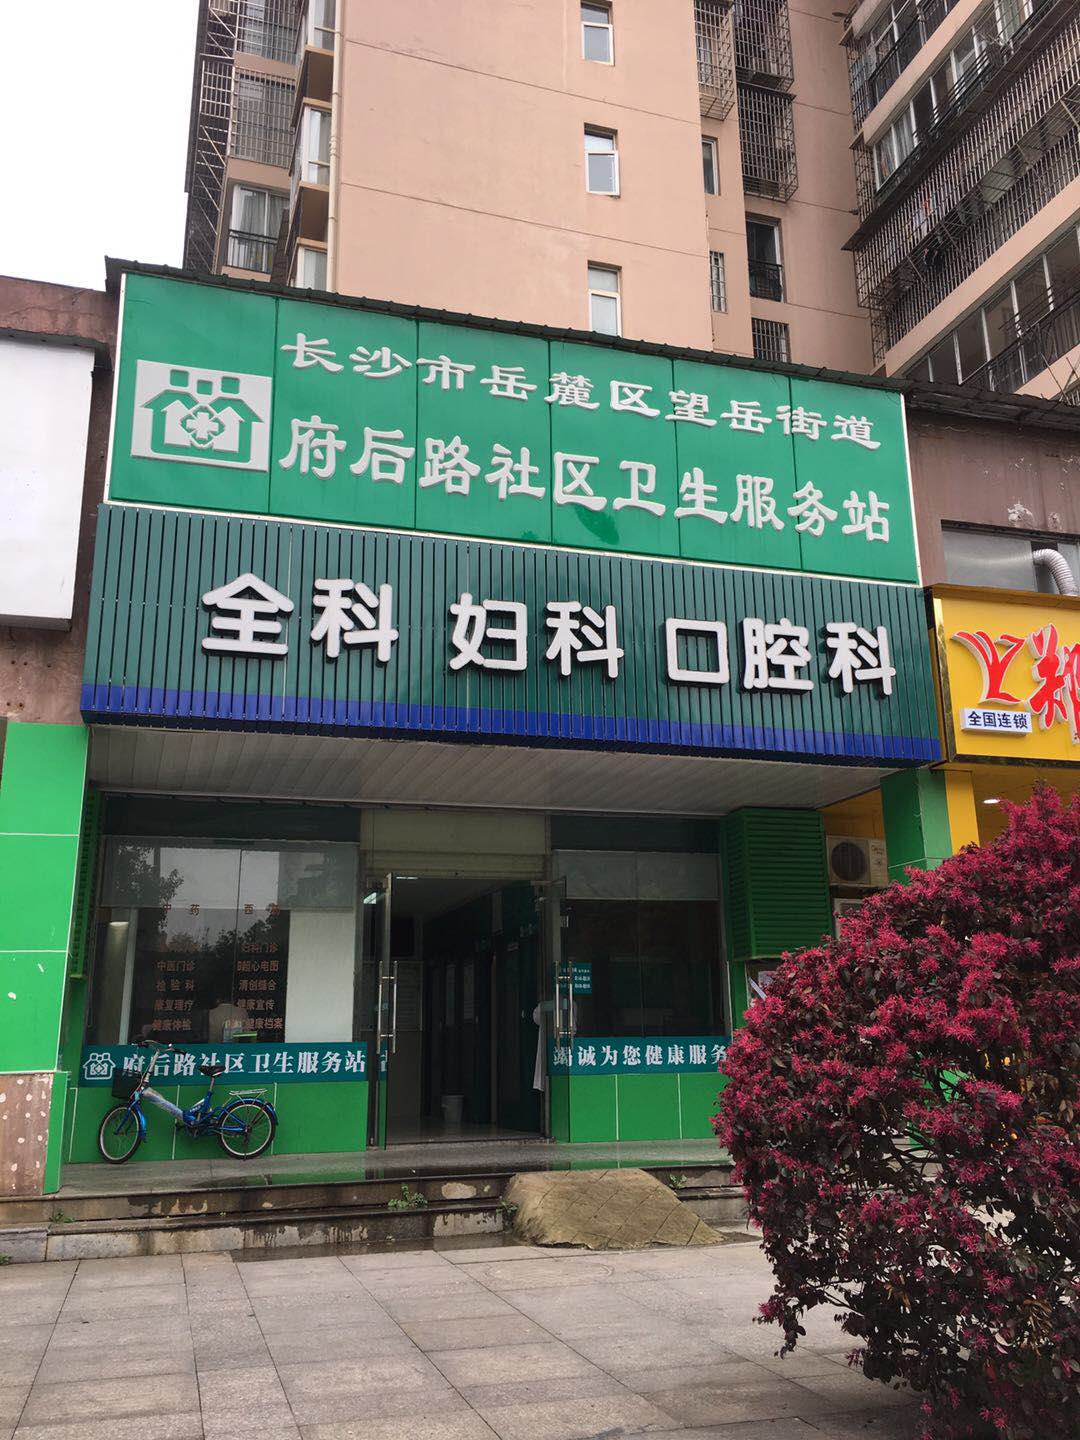 长沙市岳麓区望岳街道
府后路社区卫生服务站
全科 妇科 口腔科
全国连锁
药 西
妇科门诊
中医门诊 B超心电图
检验科 清创缝合
康复理疗 健康宣传
健康体检 健康档案
府后路社区卫生服务站
竭诚为您健康服务